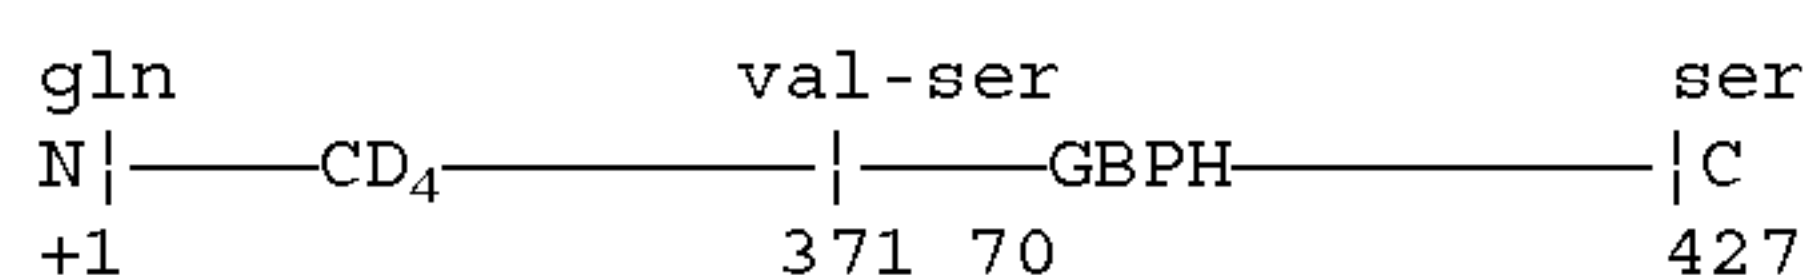 gln val-ser ser
N¦———CD₄——————¦———GBPH———————¦C
+1 371 70 427